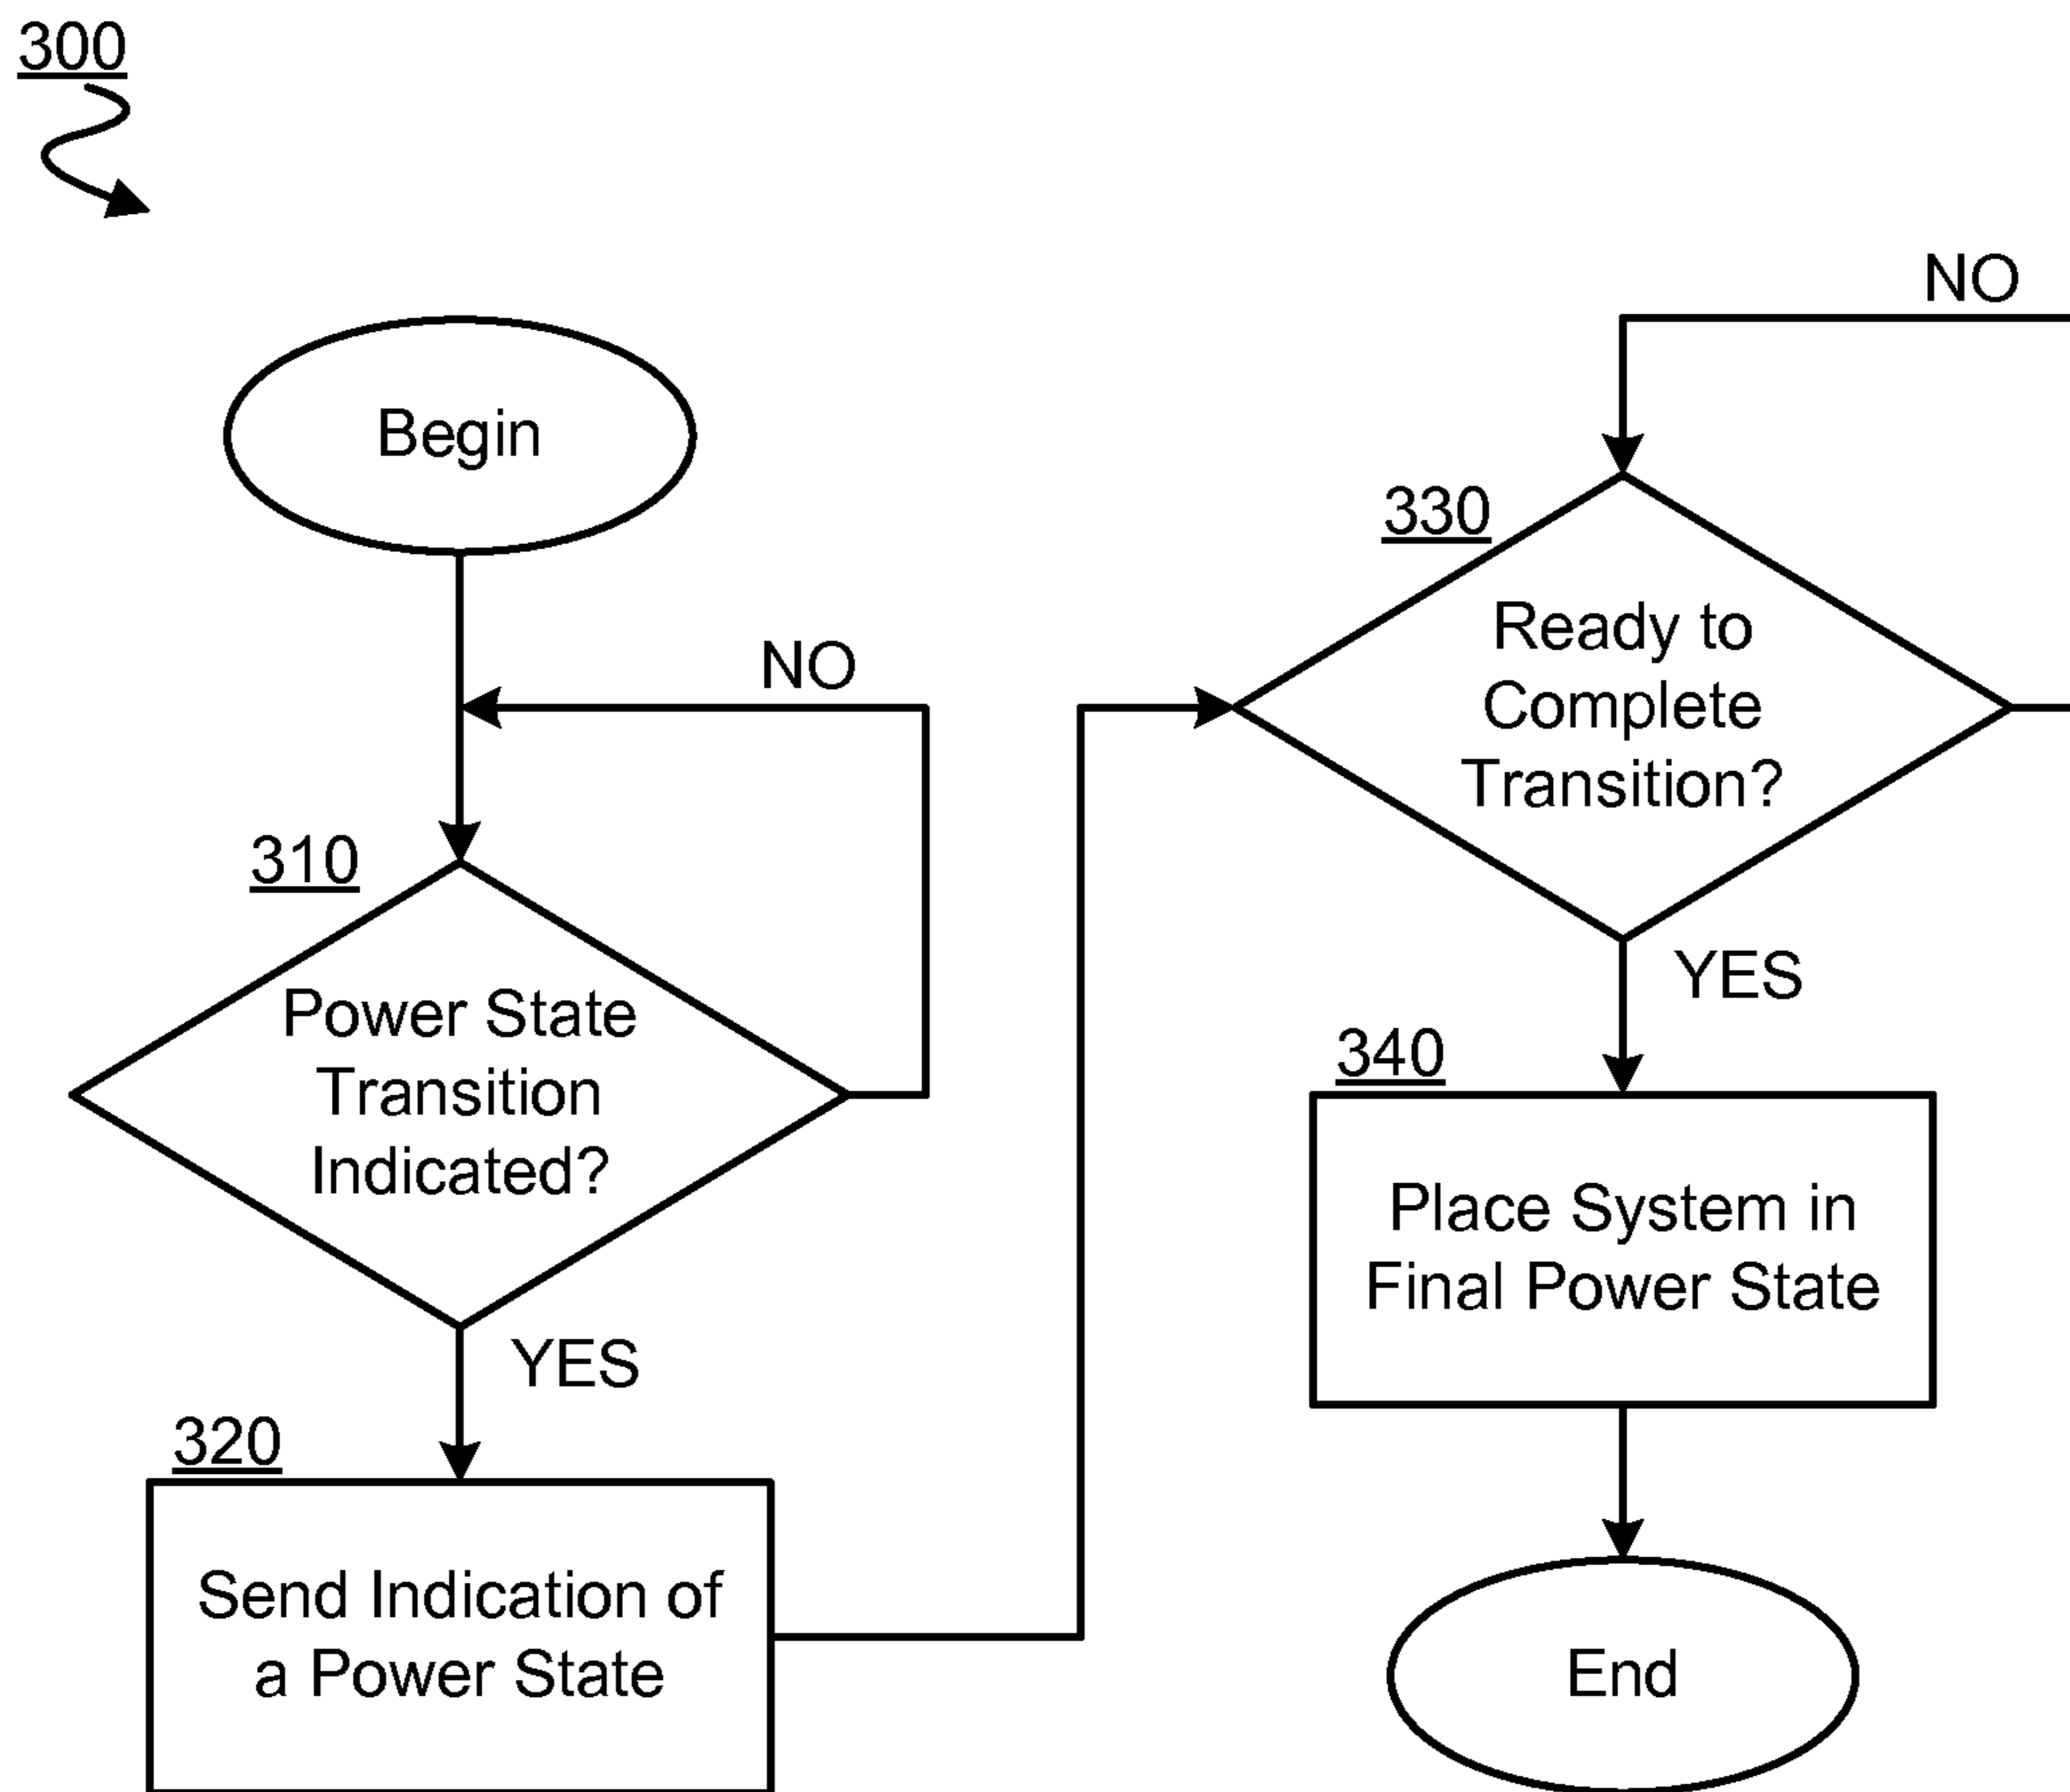 300
Begin
NO
310
Power State
Transition
Indicated?
YES
320
Send Indication of
a Power State
NO
330
Ready to
Complete
Transition?
YES
340
Place System in
Final Power State
End